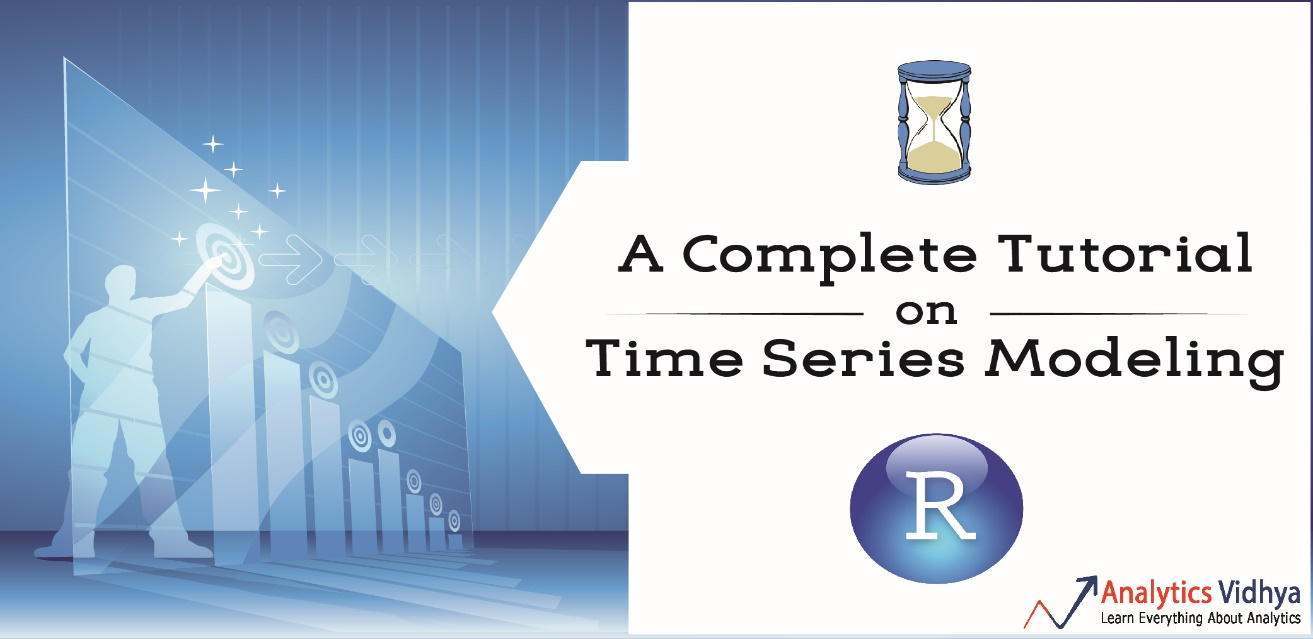 A Complete Tutorial
on
Time Series Modeling
R
Analytics Vidhya
Learn Everything About Analytics